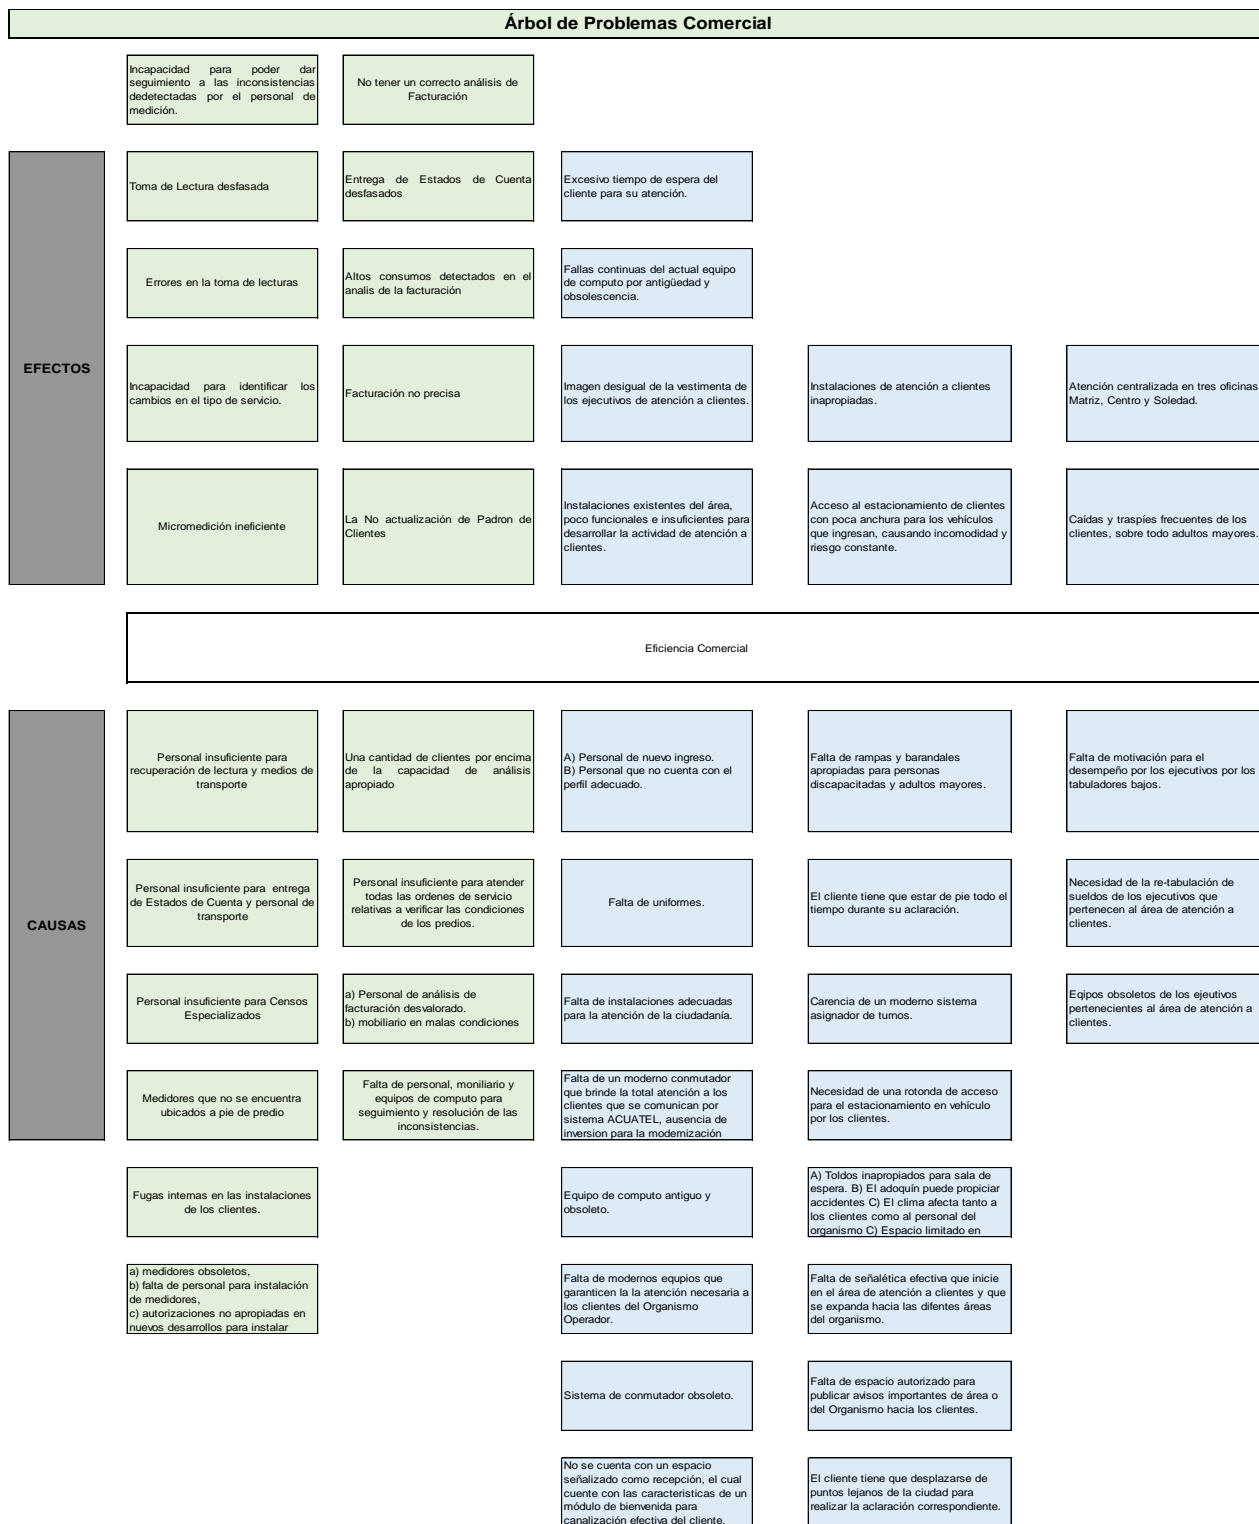 Árbol de Problemas Comercial
Incapacidad para poder dar
seguimiento a las inconsistencias
dedetectadas por el personal de
medición.
No tener un correcto análisis de
Facturación
EFECTOS
Toma de Lectura desfasada
Entrega de Estados de Cuenta
desfasados
Excesivo tiempo de espera del
cliente para su atención.
Errores en la toma de lecturas
Altos consumos detectados en el
analis de la facturación
Fallas continuas del actual equipo
de computo por antigüedad y
obsolescencia.
Incapacidad para identificar los
cambios en el tipo de servicio.
Facturación no precisa
Imagen desigual de la vestimenta de
los ejecutivos de atención a clientes.
Instalaciones de atención a clientes
inapropiadas.
Atención centralizada en tres oficinas
Matriz, Centro y Soledad.
Micromedición ineficiente
La No actualización de Padron de
Clientes
Instalaciones existentes del área,
poco funcionales e insuficientes para
desarrollar la actividad de atención a
clientes.
Acceso al estacionamiento de clientes
con poca anchura para los vehículos
que ingresan, causando incomodidad y
riesgo constante.
Caídas y traspíes frecuentes de los
clientes, sobre todo adultos mayores.
Eficiencia Comercial
CAUSAS
Personal insuficiente para
recuperación de lectura y medios de
transporte
Una cantidad de clientes por encima
de la capacidad de análisis
apropiado
A) Personal de nuevo ingreso.
B) Personal que no cuenta con el
perfil adecuado.
Falta de rampas y barandales
apropiadas para personas
discapacitadas y adultos mayores.
Falta de motivación para el
desempeño por los ejecutivos por los
tabuladores bajos.
Personal insuficiente para entrega
de Estados de Cuenta y personal de
transporte
Personal insuficiente para atender
todas las ordenes de servicio
relativas a verificar las condiciones
de los predios.
Falta de uniformes.
El cliente tiene que estar de pie todo el
tiempo durante su aclaración.
Necesidad de la re-tabulación de
sueldos de los ejecutivos que
pertenecen al área de atención a
clientes.
Personal insuficiente para Censos
Especializados
a) Personal de análisis de
facturación desvalorado.
b) mobiliario en malas condiciones
Falta de instalaciones adecuadas
para la atención de la ciudadanía.
Carencia de un moderno sistema
asignador de turnos.
Eqipos obsoletos de los ejeutivos
pertenecientes al área de atención a
clientes.
Medidores que no se encuentra
ubicados a pie de predio
Falta de personal, moniliario y
equipos de computo para
seguimiento y resolución de las
inconsistencias.
Falta de un moderno conmutador
que brinde la total atención a los
clientes que se comunican por
sistema ACUATEL, ausencia de
inversion para la modernización
Necesidad de una rotonda de acceso
para el estacionamiento en vehículo
por los clientes.
Fugas internas en las instalaciones
de los clientes.
Equipo de computo antiguo y
obsoleto.
A) Toldos inapropiados para sala de
espera. B) El adoquín puede propiciar
accidentes C) El clima afecta tanto a
los clientes como al personal del
organismo C) Espacio limitado en
a) medidores obsoletos,
b) falta de personal para instalación
de medidores,
c) autorizaciones no apropiadas en
nuevos desarrollos para instalar
Falta de modernos equpios que
garanticen la la atención necesaria a
los clientes del Organismo
Operador.
Falta de señalética efectiva que inicie
en el área de atención a clientes y que
se expanda hacia las difentes áreas
del organismo.
Sistema de conmutador obsoleto.
Falta de espacio autorizado para
publicar avisos importantes de área o
del Organismo hacia los clientes.
No se cuenta con un espacio
señalizado como recepción, el cual
cuente con las caracteristicas de un
módulo de bienvenida para
canalización efectiva del cliente.
El cliente tiene que desplazarse de
puntos lejanos de la ciudad para
realizar la aclaración correspondiente.